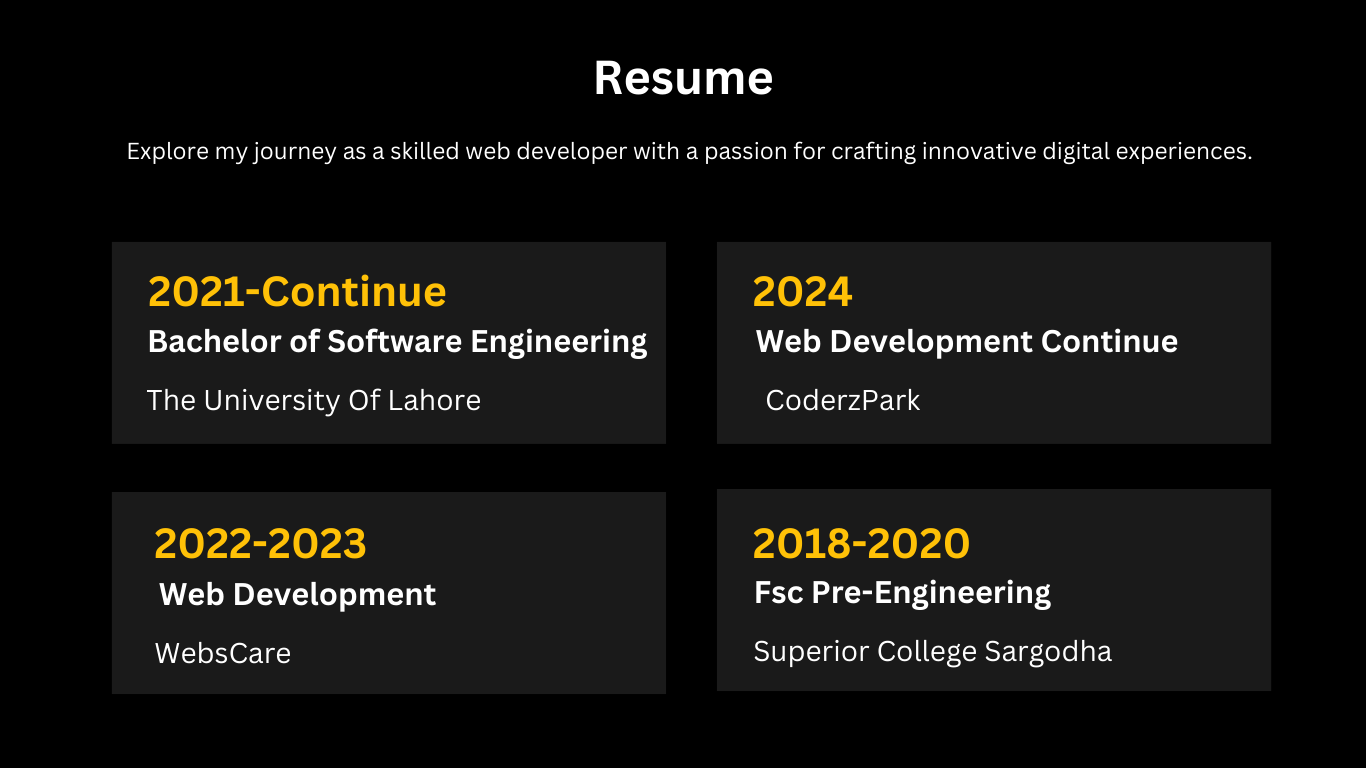 Resume
Explore my journey as a skilled web developer with a passion for crafting innovative digital experiences.
2021-Continue
Bachelor of Software Engineering
The University Of Lahore
2024
Web Development Continue
CoderzPark
2022-2023
Web Development
WebsCare
2018-2020
Fsc Pre-Engineering
Superior College Sargodha